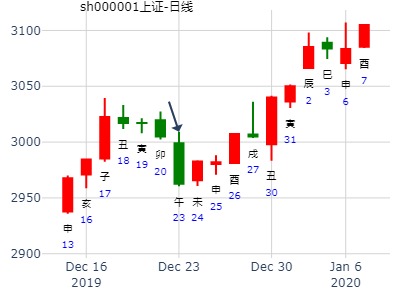 sh000001上证-日线
3100
3050
3000
2950
2900
申
13
亥
16
子
17
丑
18
寅
19
卯
20
午
23
未
24
申
25
酉
26
戌
27
丑
30
寅
31
辰
2
巳
3
申
6
酉
7
Dec 16
2019
Dec 23
Dec 30
Jan 6
2020